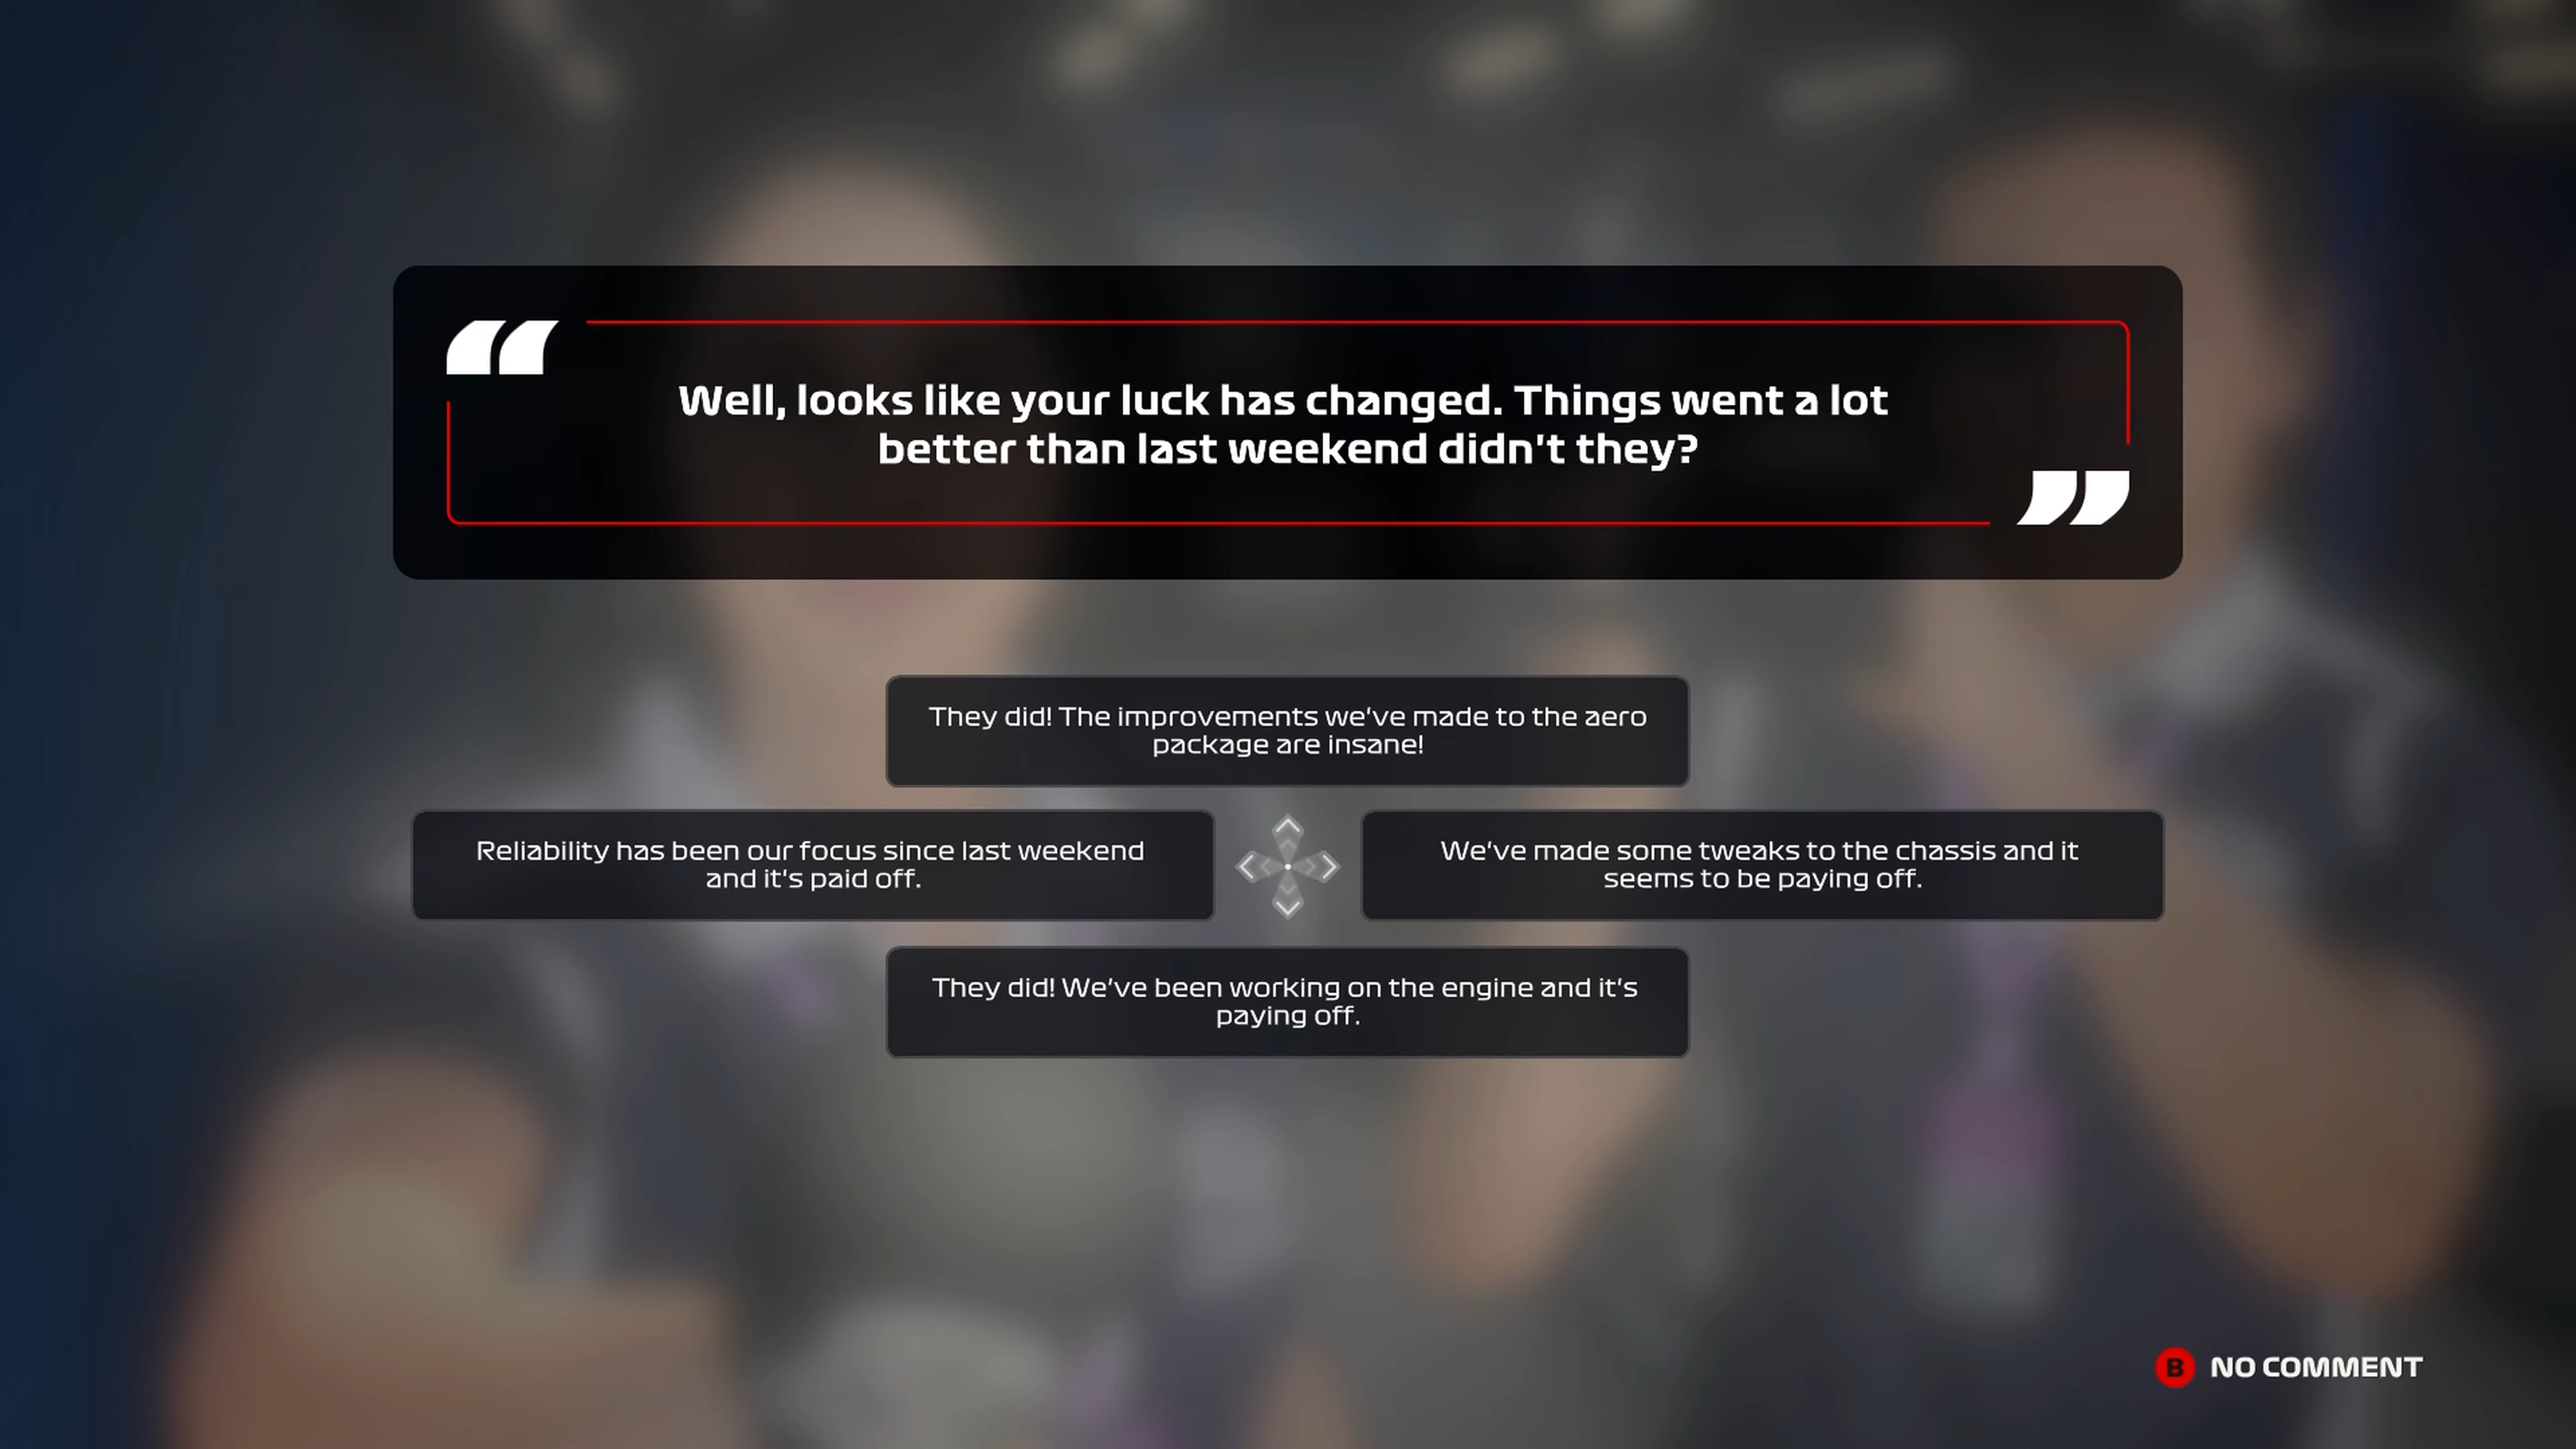 “
Well, looks like your luck has changed. Things went a lot
better than last weekend didn't they?
”
They did! The improvements we've made to the aero
package are insane!
Reliability has been our focus since last weekend
and it's paid off.
We've made some tweaks to the chassis and it
seems to be paying off.
They did! We've been working on the engine and it's
paying off.
B NO COMMENT